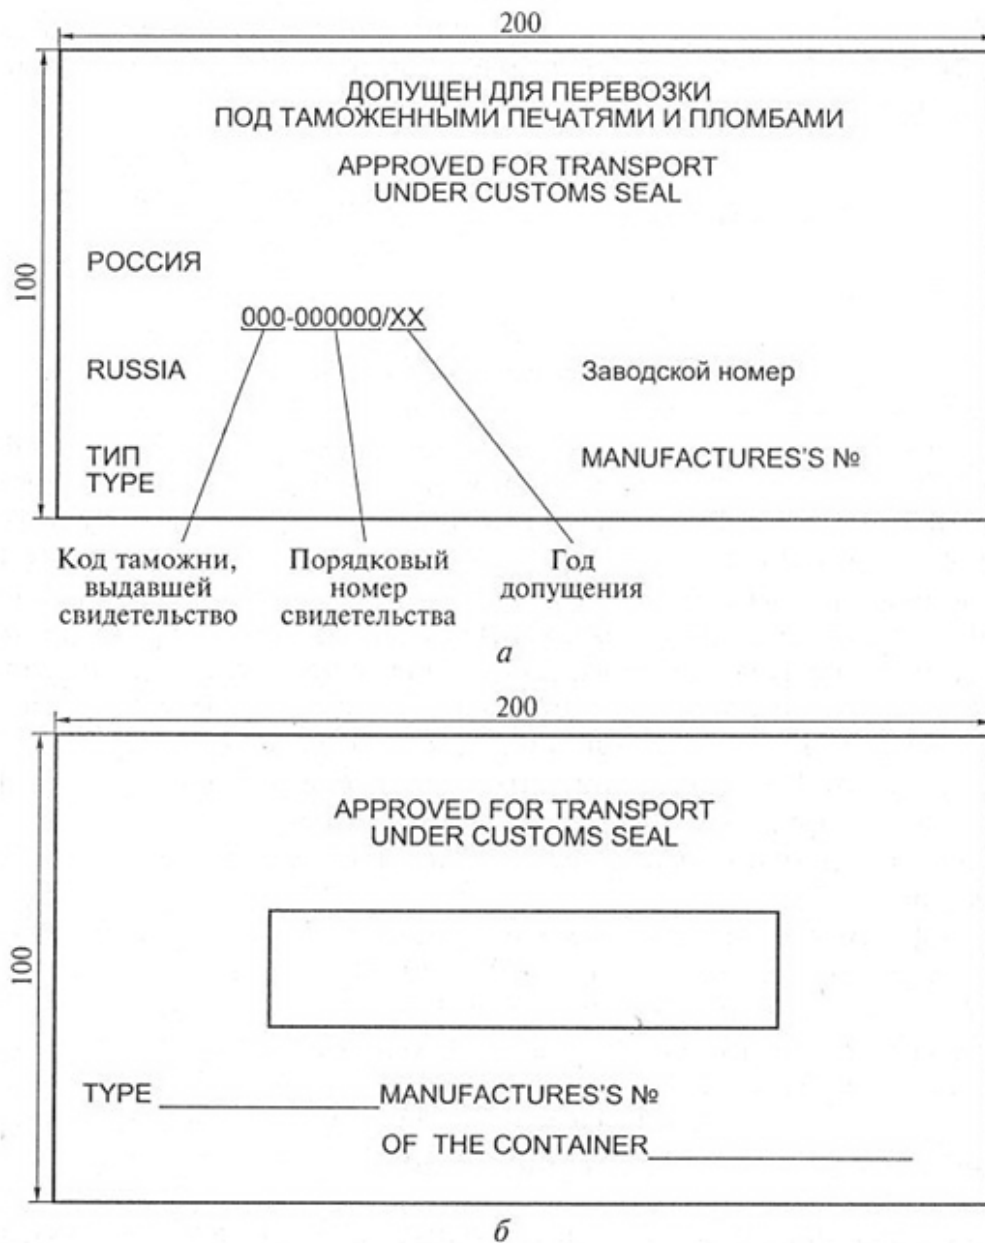 200
ДОПУЩЕН ДЛЯ ПЕРЕВОЗКИ
ПОД ТАМОЖЕННЫМИ ПЕЧАТЯМИ И ПЛОМБАМИ
APPROVED FOR TRANSPORT
UNDER CUSTOMS SEAL
100
РОССИЯ
000-000000/XX
RUSSIA
Заводской номер
ТИП
TYPE
MANUFACTURES'S №
Код таможни,
выдавшей
свидетельство
Порядковый
номер
свидетельства
Год
допущения
а
200
APPROVED FOR TRANSPORT
UNDER CUSTOMS SEAL
100
TYPE MANUFACTURES'S №
OF THE CONTAINER
б